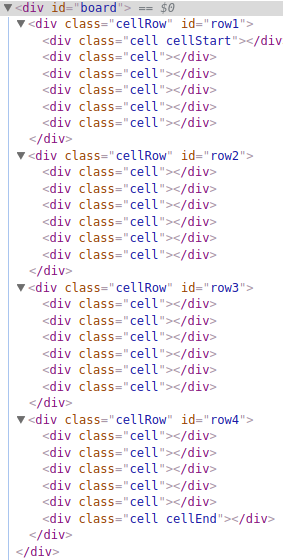 <div id="board"> == $0
<div class="cellRow" id="row1">
<div class="cell cellStart"></div
<div class="cell"></div>
<div class="cell"></div>
<div class="cell"></div>
<div class="cell"></div>
<div class="cell"></div>
</div>
<div class="cellRow" id="row2">
<div class="cell"></div>
<div class="cell"></div>
<div class="cell"></div>
<div class="cell"></div>
<div class="cell"></div>
<div class="cell"></div>
</div>
<div class="cellRow" id="row3">
<div class="cell"></div>
<div class="cell"></div>
<div class="cell"></div>
<div class="cell"></div>
<div class="cell"></div>
<div class="cell"></div>
</div>
<div class="cellRow" id="row4">
<div class="cell"></div>
<div class="cell"></div>
<div class="cell"></div>
<div class="cell"></div>
<div class="cell"></div>
<div class="cell cellEnd"></div>
</div>
</div>